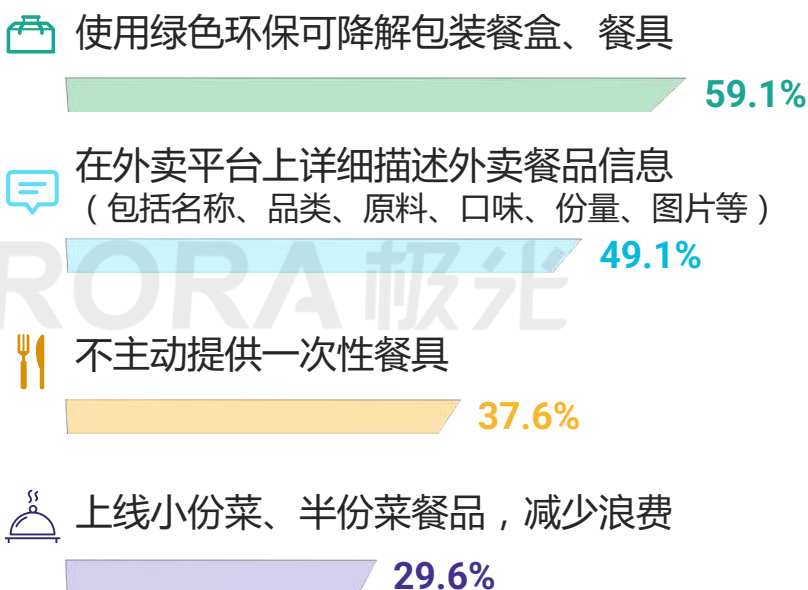 使用绿色环保可降解包装餐盒、餐具
59.1%
在外卖平台上详细描述外卖餐品信息
（包括名称、品类、原料、口味、份量、图片等）
49.1%
RORA极光
不主动提供一次性餐具
37.6%
上线小份菜、半份菜餐品，减少浪费
29.6%